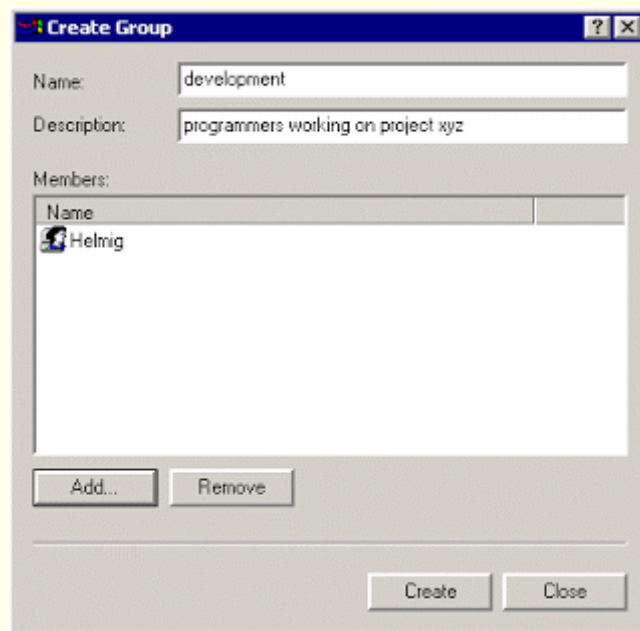 Create Group
Name: development
Description: programmers working on project xyz
Members:
Name
Helmig
Add... Remove
Create Close